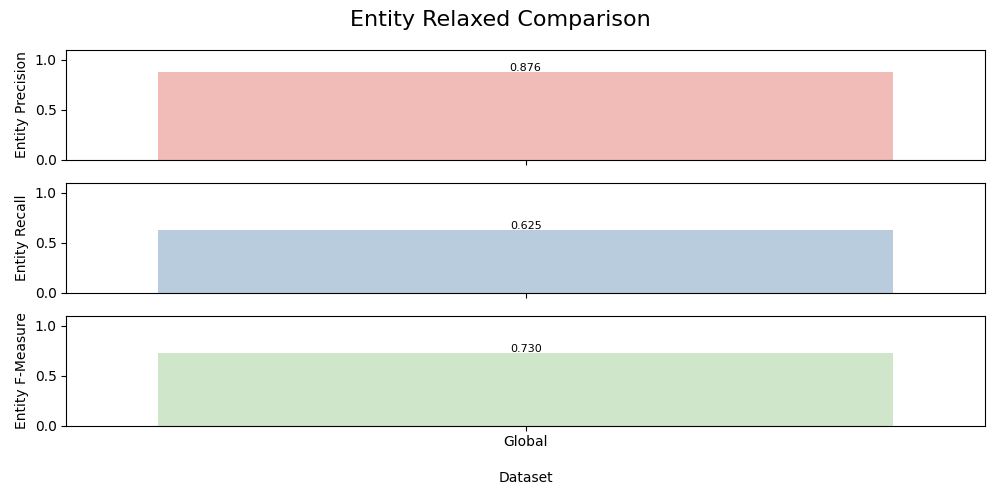 Entity Relaxed Comparison
Entity Precision
1.0
0.5
0.0
0.876
Entity Recall
1.0
0.5
0.0
0.625
Entity F-Measure
1.0
0.5
0.0
0.730
Global
Dataset